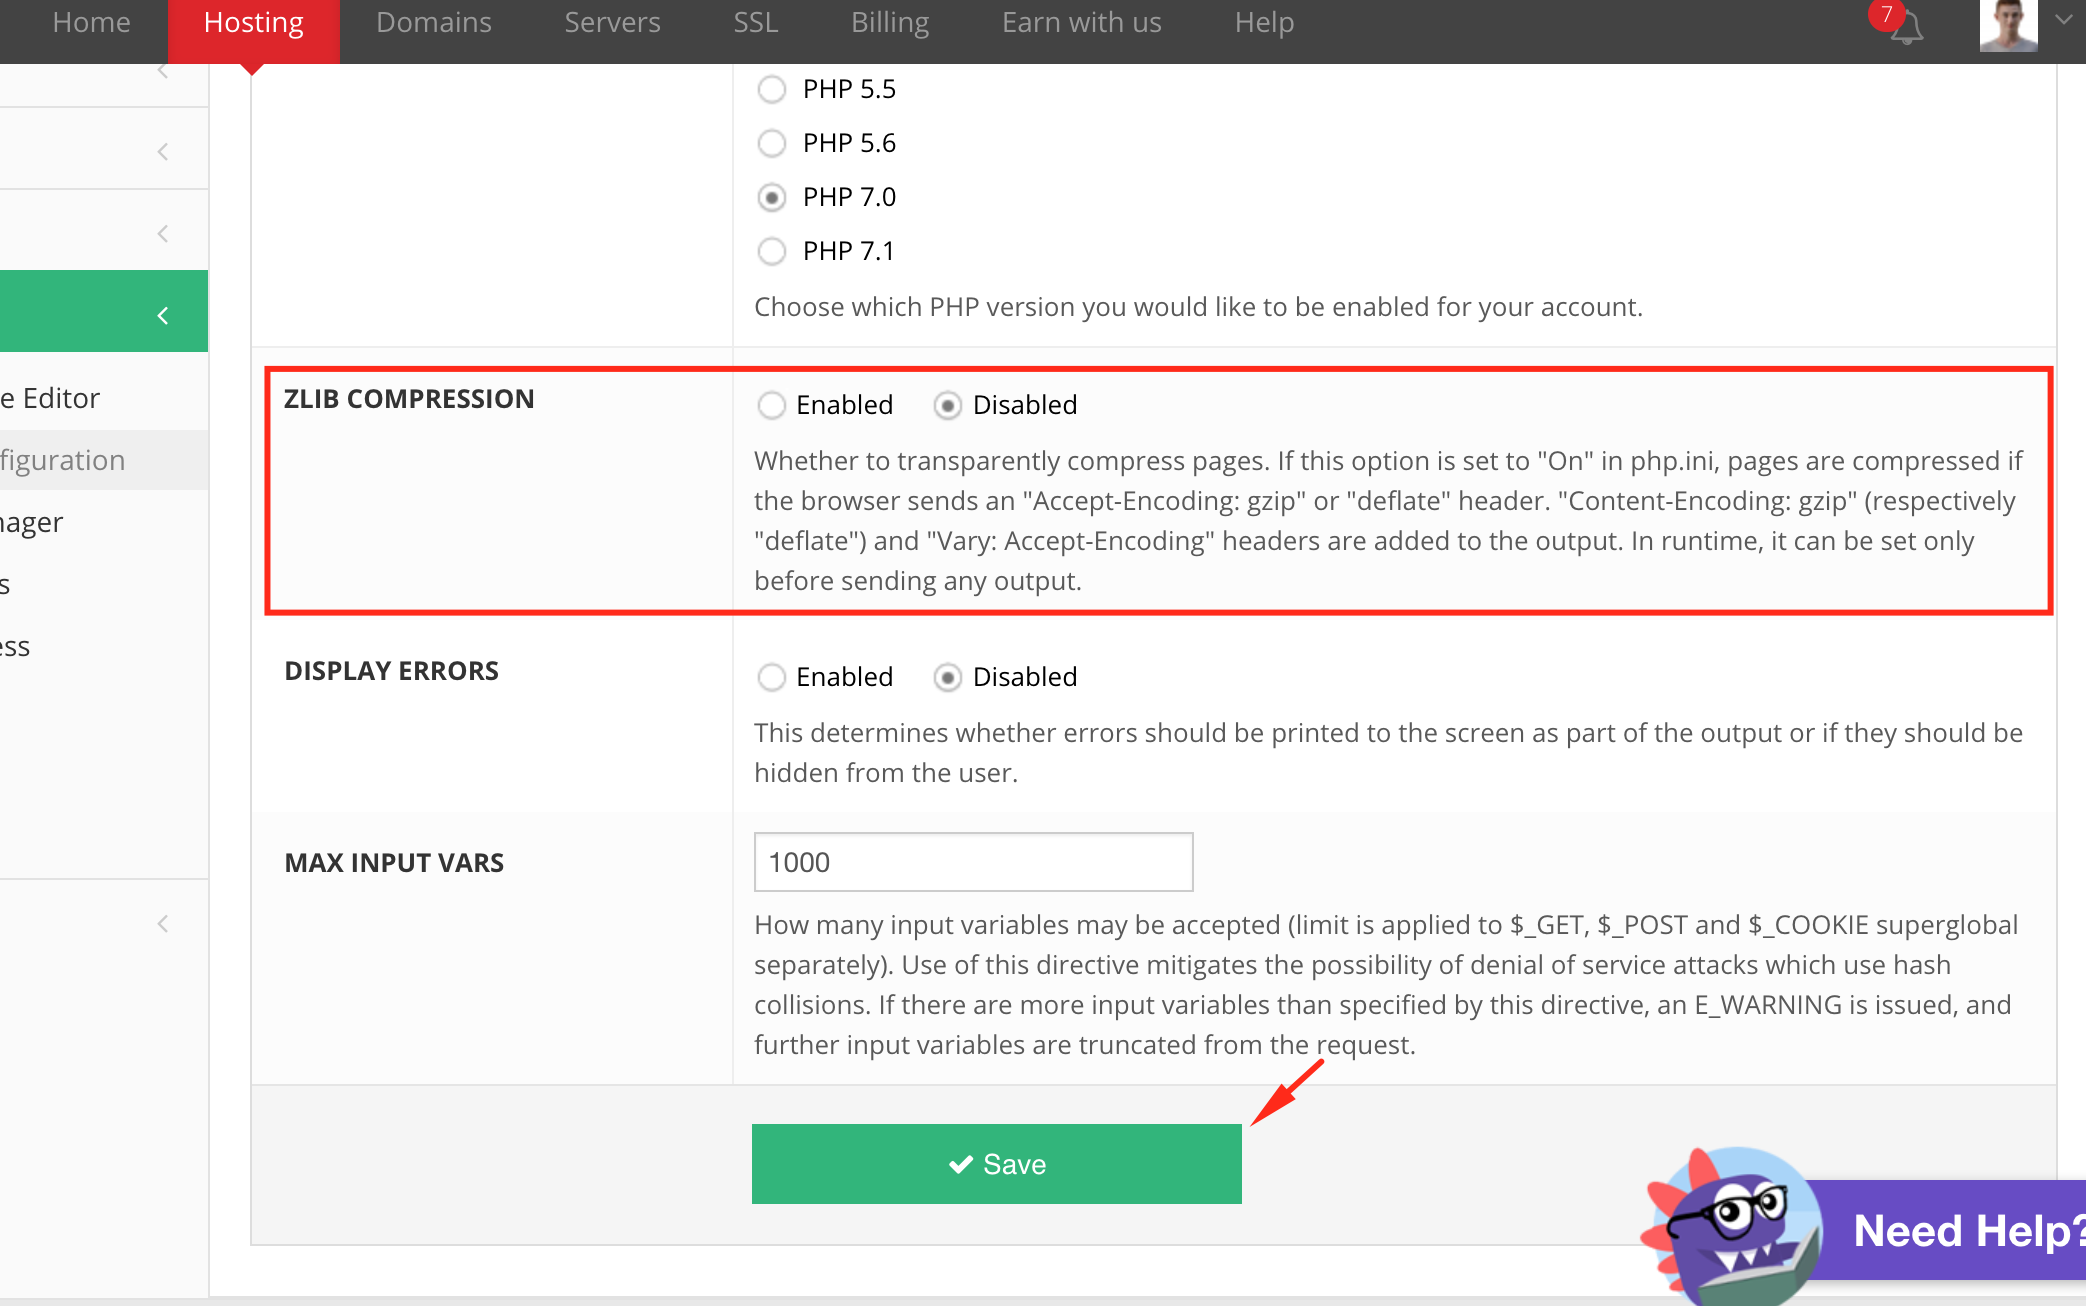 Home Hosting Domains Servers SSL Billing Earn with us Help 7
PHP 5.5
PHP 5.6
PHP 7.0
PHP 7.1
Choose which PHP version you would like to be enabled for your account.
e Editor
figuration
nager
s
ess
ZLIB COMPRESSION
Enabled Disabled
Whether to transparently compress pages. If this option is set to "On" in php.ini, pages are compressed if
the browser sends an "Accept-Encoding: gzip" or "deflate" header. "Content-Encoding: gzip" (respectively
"deflate") and "Vary: Accept-Encoding" headers are added to the output. In runtime, it can be set only
before sending any output.
DISPLAY ERRORS
Enabled Disabled
This determines whether errors should be printed to the screen as part of the output or if they should be
hidden from the user.
MAX INPUT VARS
1000
How many input variables may be accepted (limit is applied to $_GET, $_POST and $_COOKIE superglobal
separately). Use of this directive mitigates the possibility of denial of service attacks which use hash
collisions. If there are more input variables than specified by this directive, an E_WARNING is issued, and
further input variables are truncated from the request.
Save
Need Help?